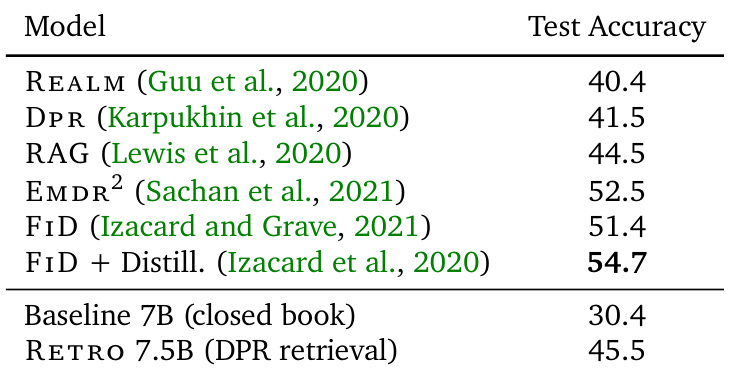 Model Test Accuracy
REALM (Guu et al., 2020) 40.4
DPR (Karpukhin et al., 2020) 41.5
RAG (Lewis et al., 2020) 44.5
EMDR² (Sachan et al., 2021) 52.5
FID (Izacard and Grave, 2021) 51.4
FID + Distill. (Izacard et al., 2020) 54.7
Baseline 7B (closed book) 30.4
RETRO 7.5B (DPR retrieval) 45.5